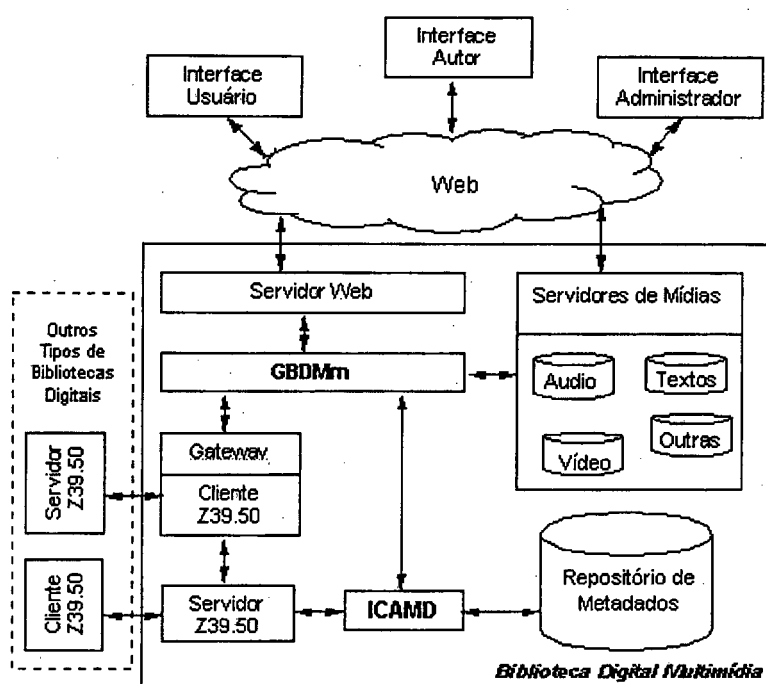 Interface
Autor
Interface
Usuário
Interface
Administrador
Web
Servidor Web
Servidores de Mídias
Outros
Tipos de
Bibliotecas
Digitais
GBDMm
Audio
Textos
Vídeo
Outras
Gateway
Cliente
Z39.50
Servidor
Z39.50
Cliente
Z39.50
Servidor
Z39.50
ICAMD
Repositório de
Metadados
Biblioteca Digital Multimídia